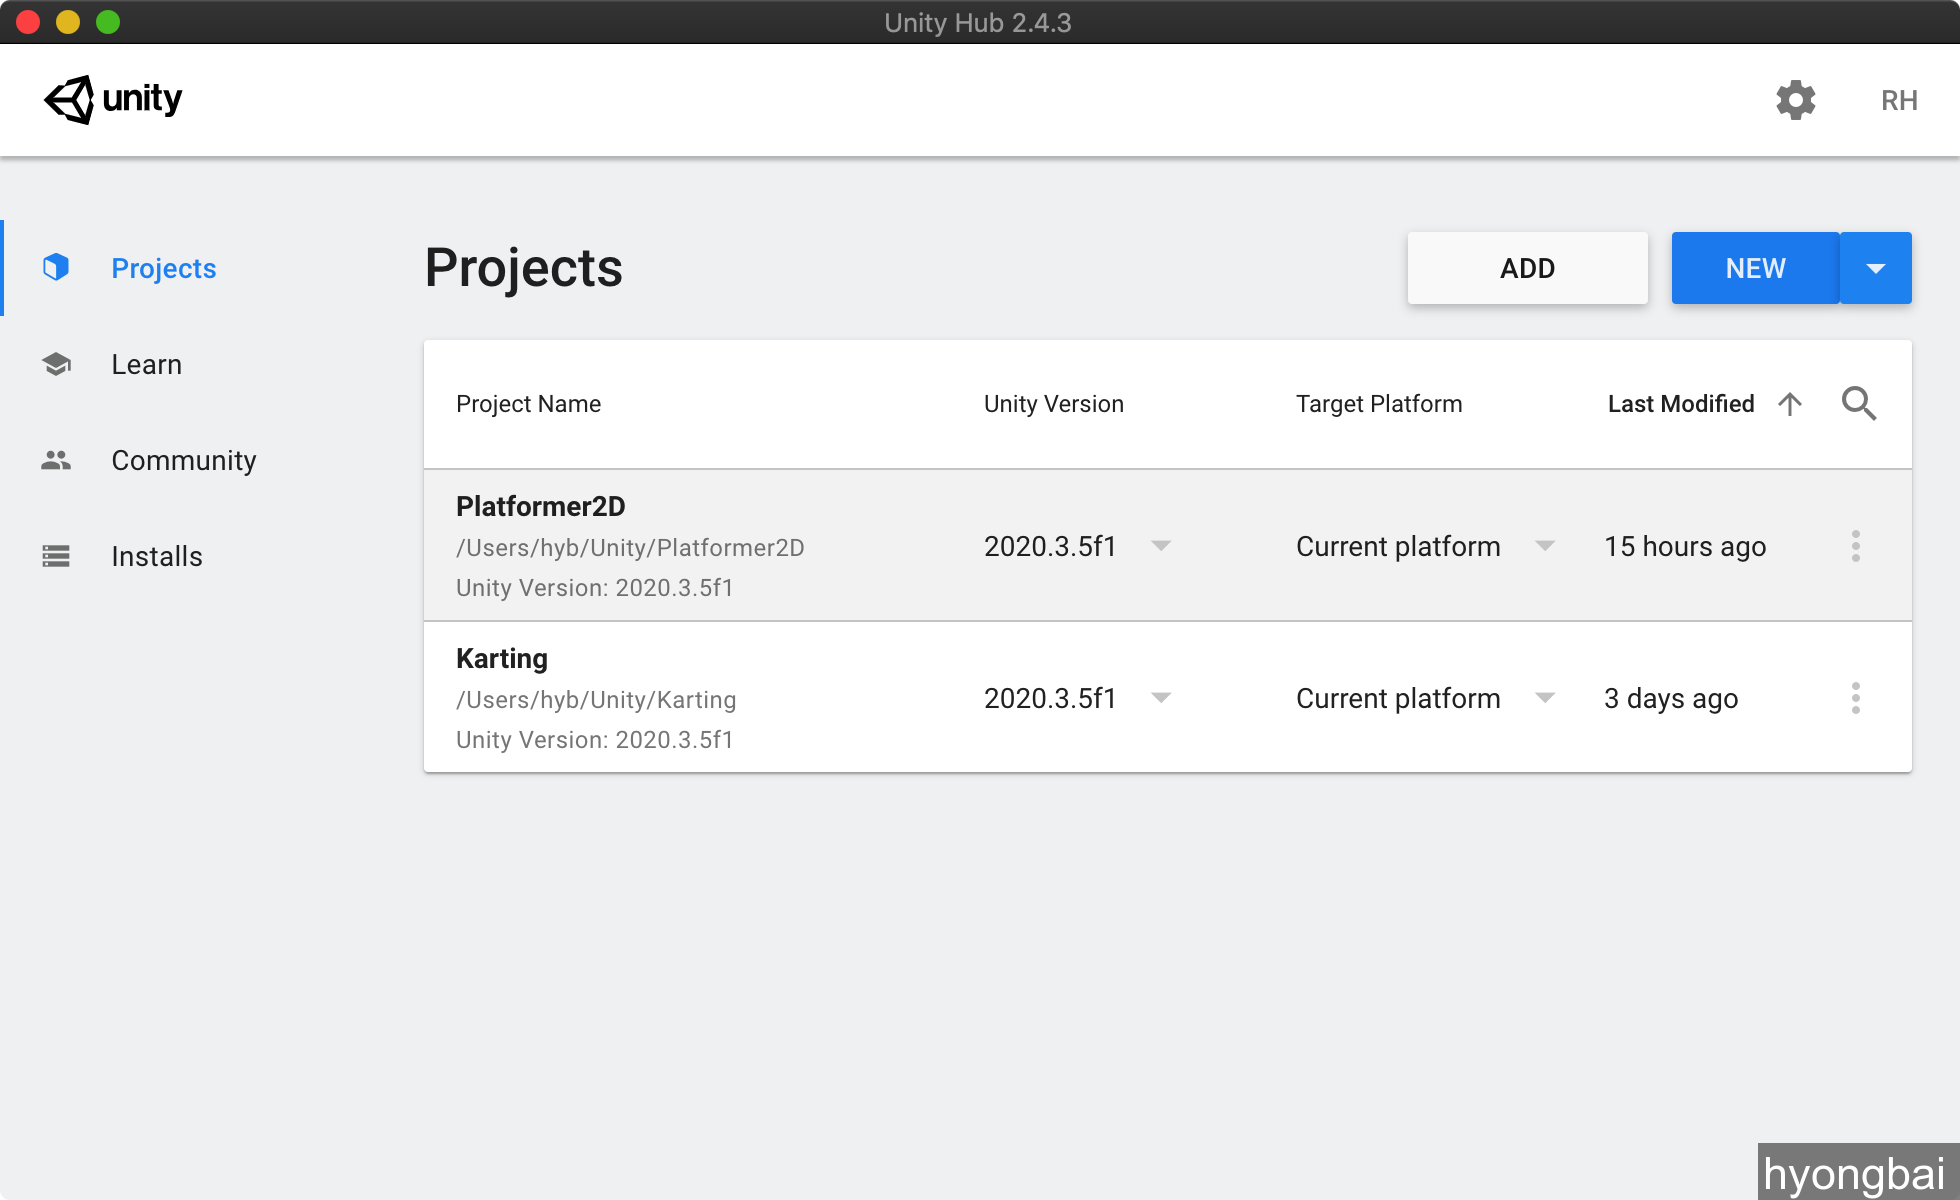 Unity Hub 2.4.3
unity
RH
Projects
Learn
Community
Installs
Projects
ADD
NEW
Project Name Unity Version Target Platform Last Modified
Platformer2D
/Users/hyb/Unity/Platformer2D
Unity Version: 2020.3.5f1
2020.3.5f1 Current platform 15 hours ago
Karting
/Users/hyb/Unity/Karting
Unity Version: 2020.3.5f1
2020.3.5f1 Current platform 3 days ago
hyongbai